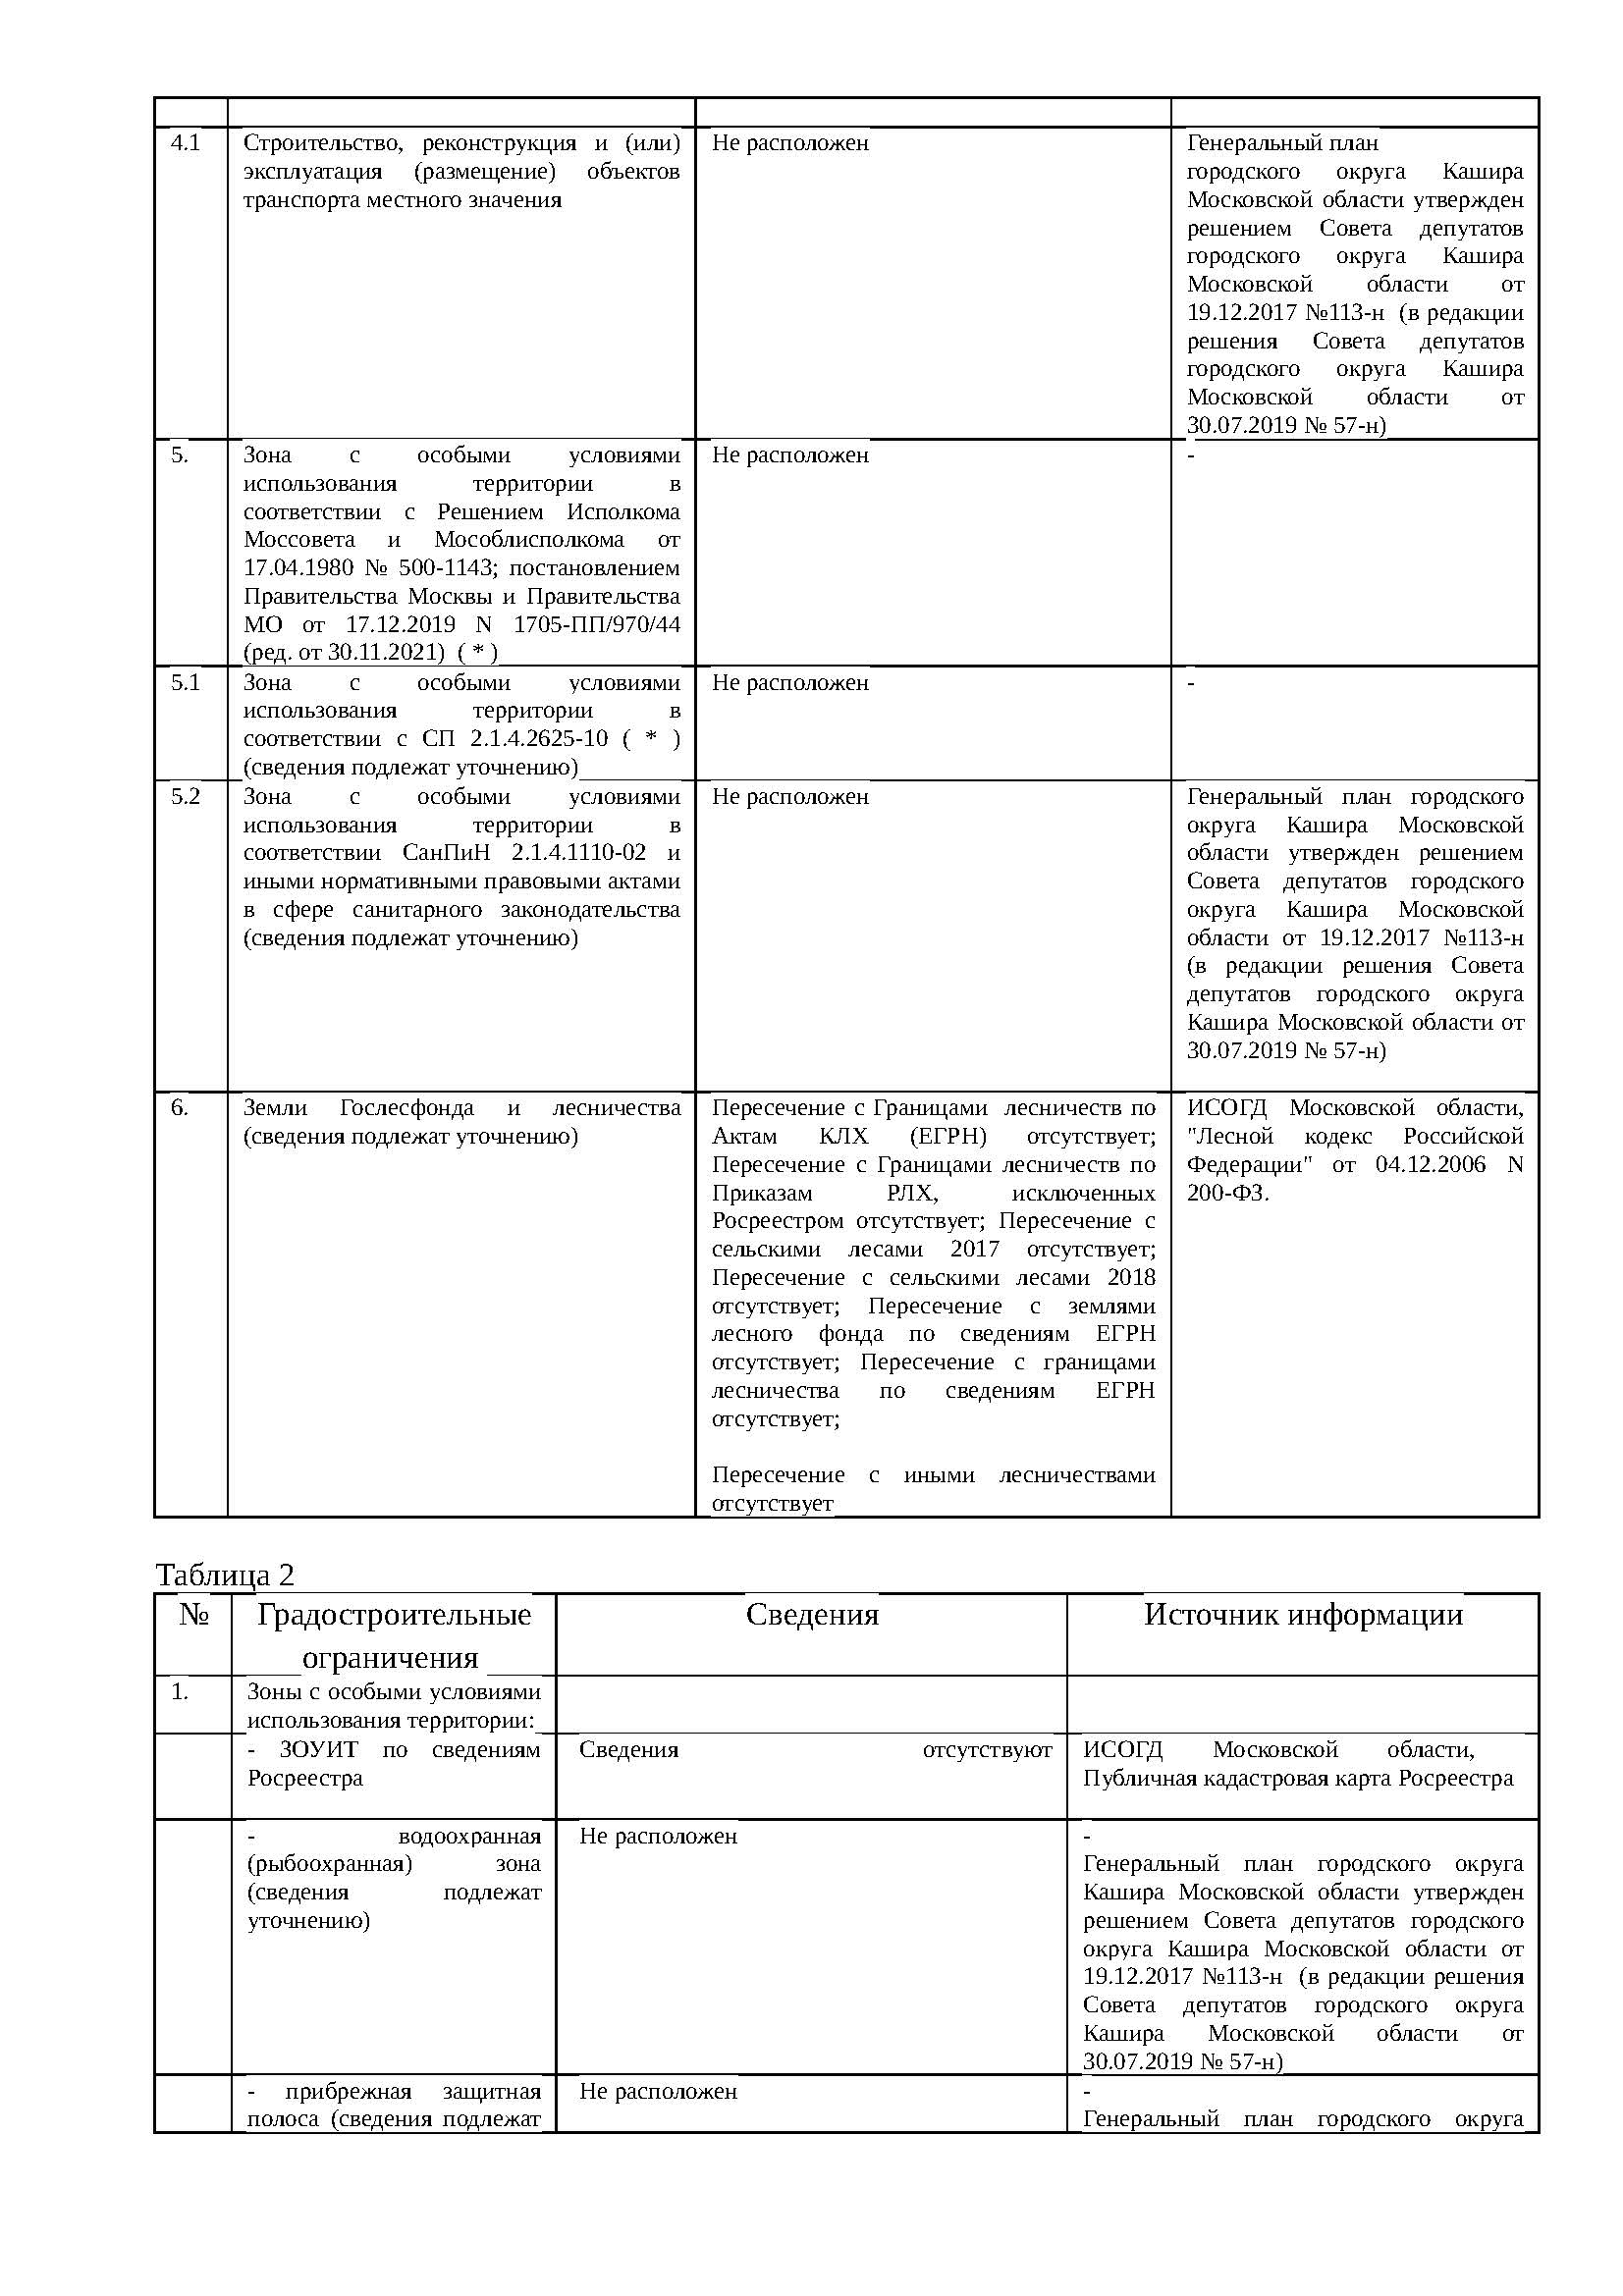 4.1
Строительство, реконструкция и (или)
эксплуатация (размещение) объектов
транспорта местного значения
Не расположен
Генеральный план
городского округа Кашира
Московской области утвержден
решением Совета депутатов
городского округа Кашира
Московской области от
19.12.2017 №113-н (в редакции
решения Совета депутатов
городского округа Кашира
Московской области от
30.07.2019 № 57-н)
5.
Зона с особыми условиями
использования территории в
соответствии с Решением Исполкома
Моссовета и Мособлисполкома от
17.04.1980 № 500-1143; постановлением
Правительства Москвы и Правительства
МО от 17.12.2019 N 1705-ПП/970/44
(ред. от 30.11.2021) ( * )
Не расположен
-
5.1
Зона с особыми условиями
использования территории в
соответствии с СП 2.1.4.2625-10 ( * )
(сведения подлежат уточнению)
Не расположен
-
5.2
Зона с особыми условиями
использования территории в
соответствии СанПиН 2.1.4.1110-02 и
иными нормативными правовыми актами
в сфере санитарного законодательства
(сведения подлежат уточнению)
Не расположен
Генеральный план городского
округа Кашира Московской
области утвержден решением
Совета депутатов городского
округа Кашира Московской
области от 19.12.2017 №113-н
(в редакции решения Совета
депутатов городского округа
Кашира Московской области от
30.07.2019 № 57-н)
6.
Земли Гослесфонда и лесничества
(сведения подлежат уточнению)
Пересечение с Границами лесничеств по
Актам КЛХ (ЕГРН) отсутствует;
Пересечение с Границами лесничеств по
Приказам РЛХ, исключенных
Росреестром отсутствует; Пересечение с
сельскими лесами 2017 отсутствует;
Пересечение с сельскими лесами 2018
отсутствует; Пересечение с землями
лесного фонда по сведениям ЕГРН
отсутствует; Пересечение с границами
лесничества по сведениям ЕГРН
отсутствует;
Пересечение с иными лесничествами
отсутствует
ИСОГД Московской области,
"Лесной кодекс Российской
Федерации" от 04.12.2006 N
200-ФЗ.
Таблица 2
№
Градостроительные
ограничения
Сведения
Источник информации
1.
Зоны с особыми условиями
использования территории:
- ЗОУИТ по сведениям
Росреестра
Сведения отсутствуют
ИСОГД Московской области,
Публичная кадастровая карта Росреестра
- водоохранная
(рыбоохранная) зона
(сведения подлежат
уточнению)
Не расположен
-
Генеральный план городского округа
Кашира Московской области утвержден
решением Совета депутатов городского
округа Кашира Московской области от
19.12.2017 №113-н (в редакции решения
Совета депутатов городского округа
Кашира Московской области от
30.07.2019 № 57-н)
- прибрежная защитная
полоса (сведения подлежат
Не расположен
-
Генеральный план городского округа